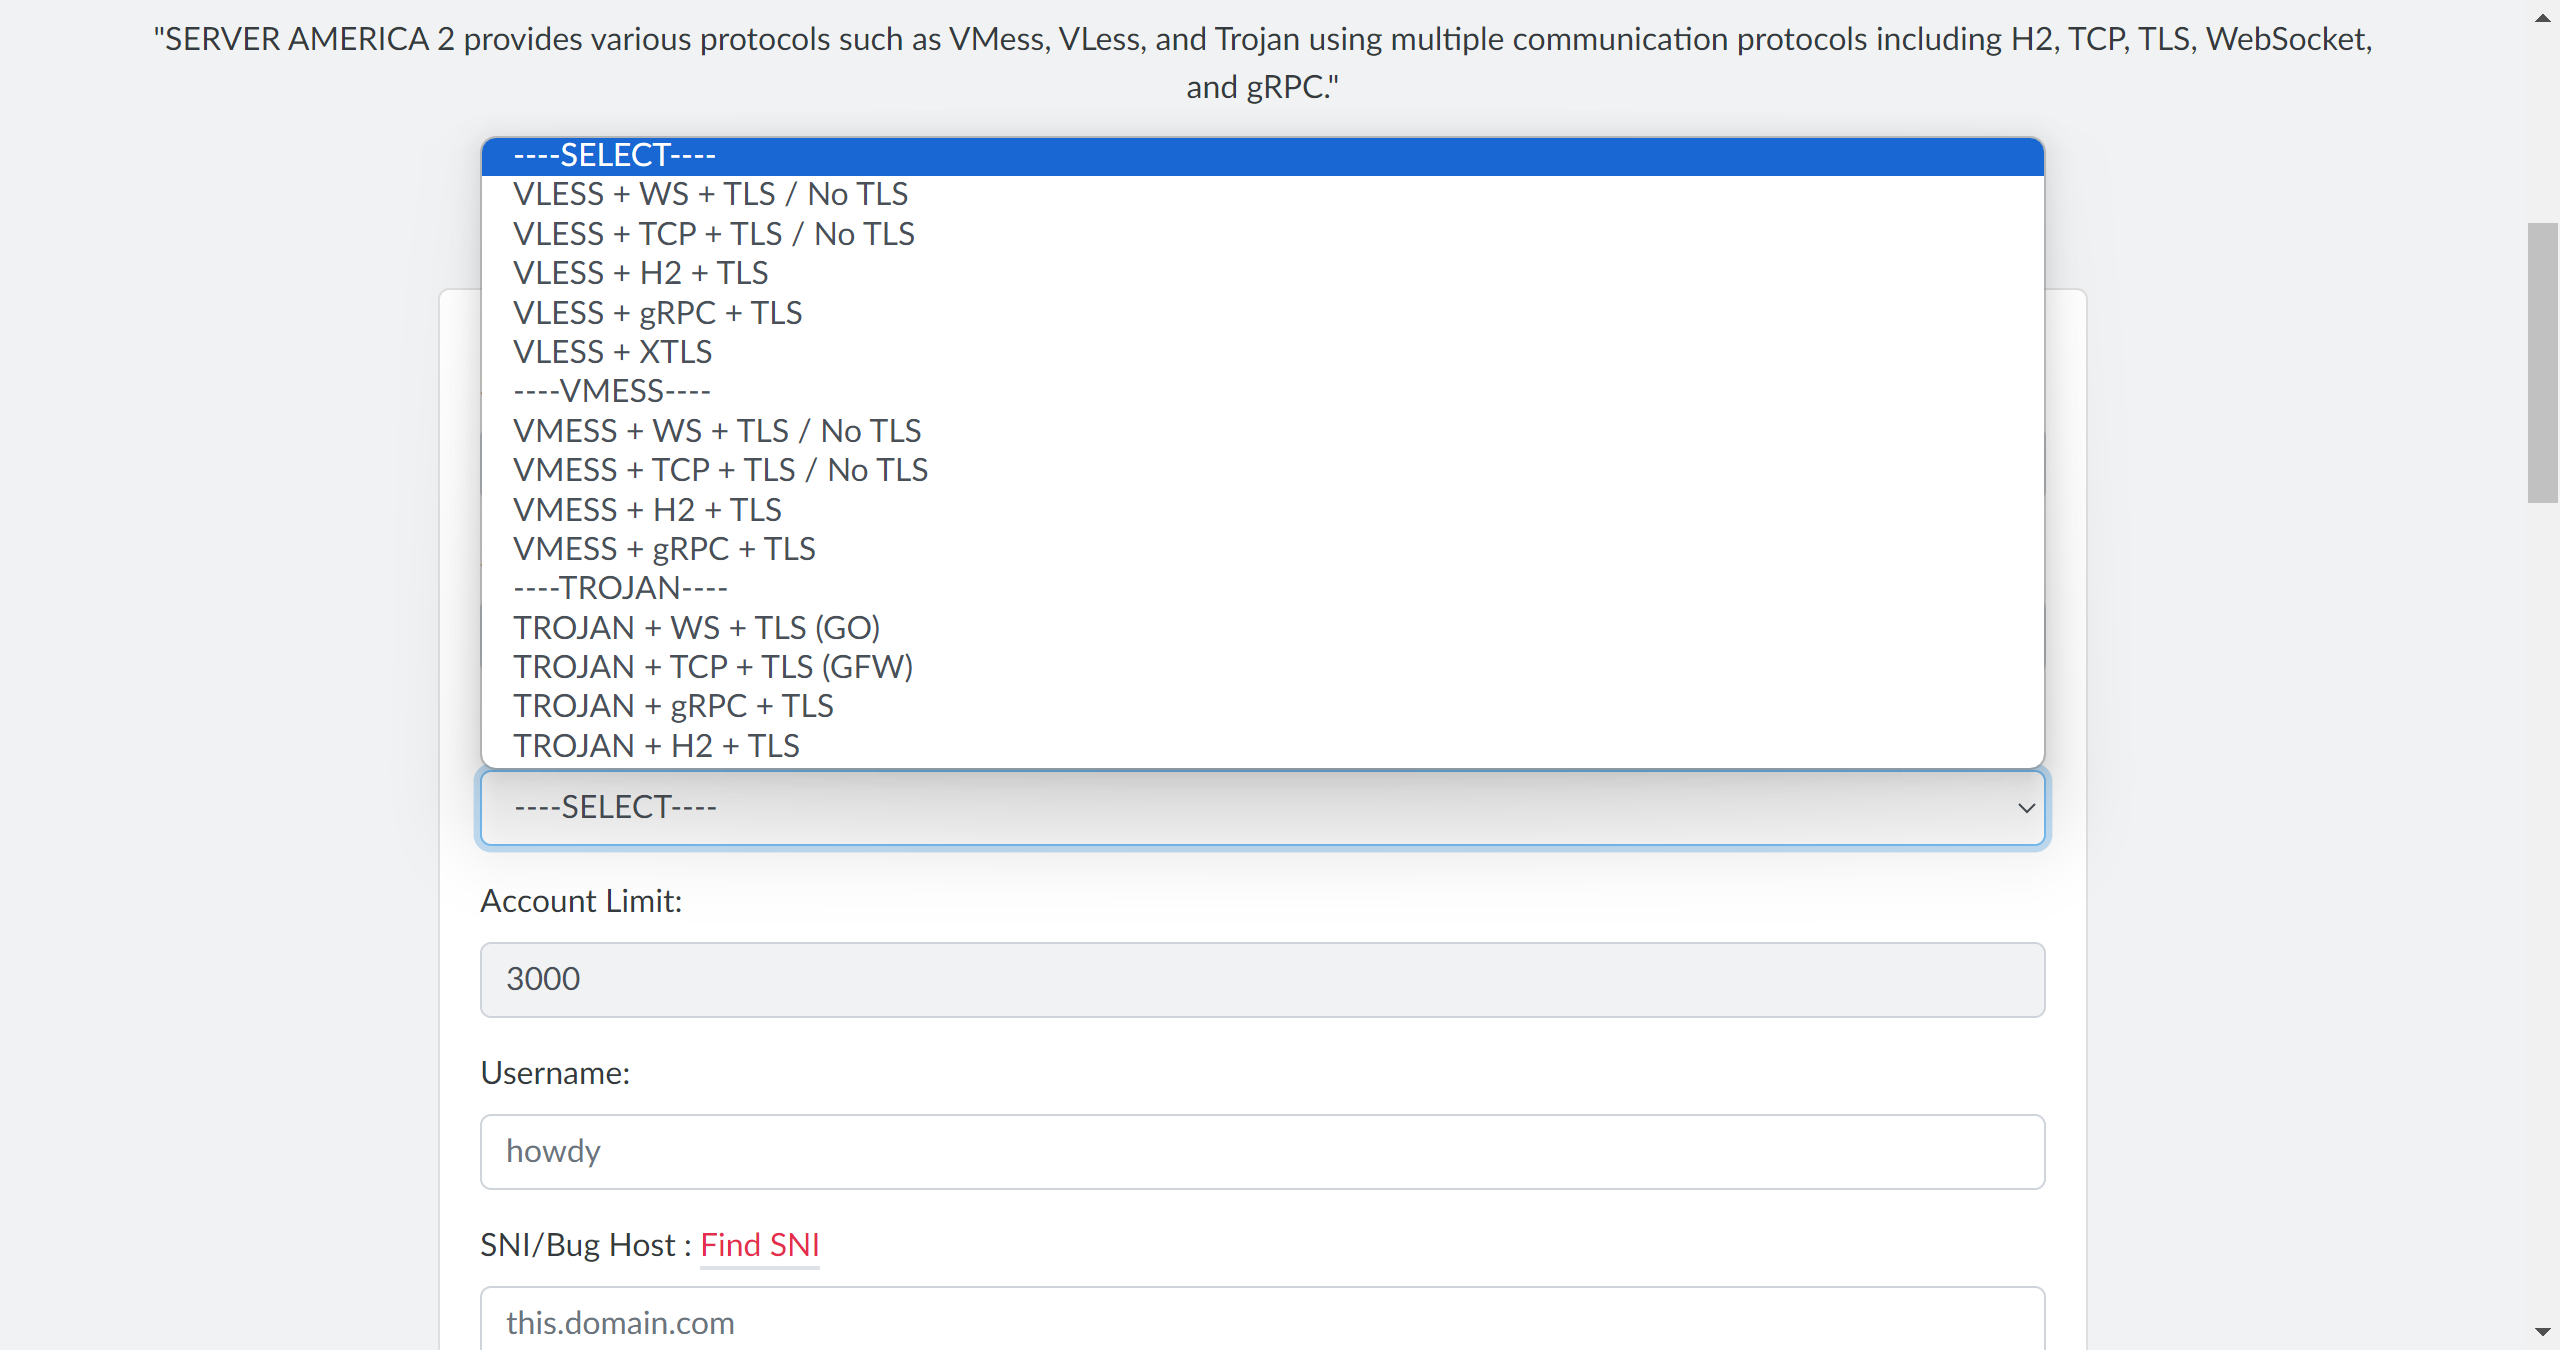 "SERVER AMERICA 2 provides various protocols such as VMess, VLess, and Trojan using multiple communication protocols including H2, TCP, TLS, WebSocket,
and gRPC."
----SELECT----
VLESS + WS + TLS / No TLS
VLESS + TCP + TLS / No TLS
VLESS + H2 + TLS
VLESS + gRPC + TLS
VLESS + XTLS
----VMESS----
VMESS + WS + TLS / No TLS
VMESS + TCP + TLS / No TLS
VMESS + H2 + TLS
VMESS + gRPC + TLS
----TROJAN----
TROJAN + WS + TLS (GO)
TROJAN + TCP + TLS (GFW)
TROJAN + gRPC + TLS
TROJAN + H2 + TLS
----SELECT----
Account Limit:
3000
Username:
howdy
SNI/Bug Host : Find SNI
this.domain.com